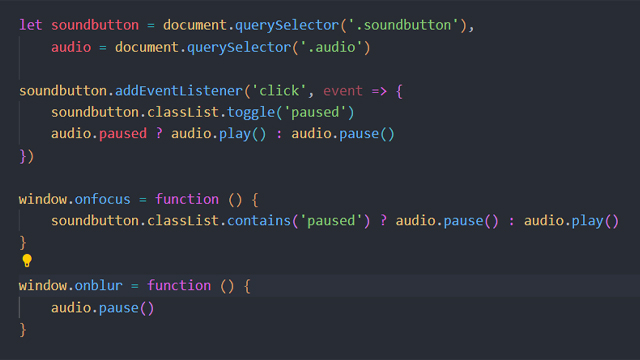 let soundbutton = document.querySelector('.soundbutton'),
audio = document.querySelector('.audio')
soundbutton.addEventListener('click', event => {
soundbutton.classList.toggle('paused')
audio.paused ? audio.play() : audio.pause()
})
window.onfocus = function () {
soundbutton.classList.contains('paused') ? audio.pause() : audio.play()
}
window.onblur = function () {
audio.pause()
}